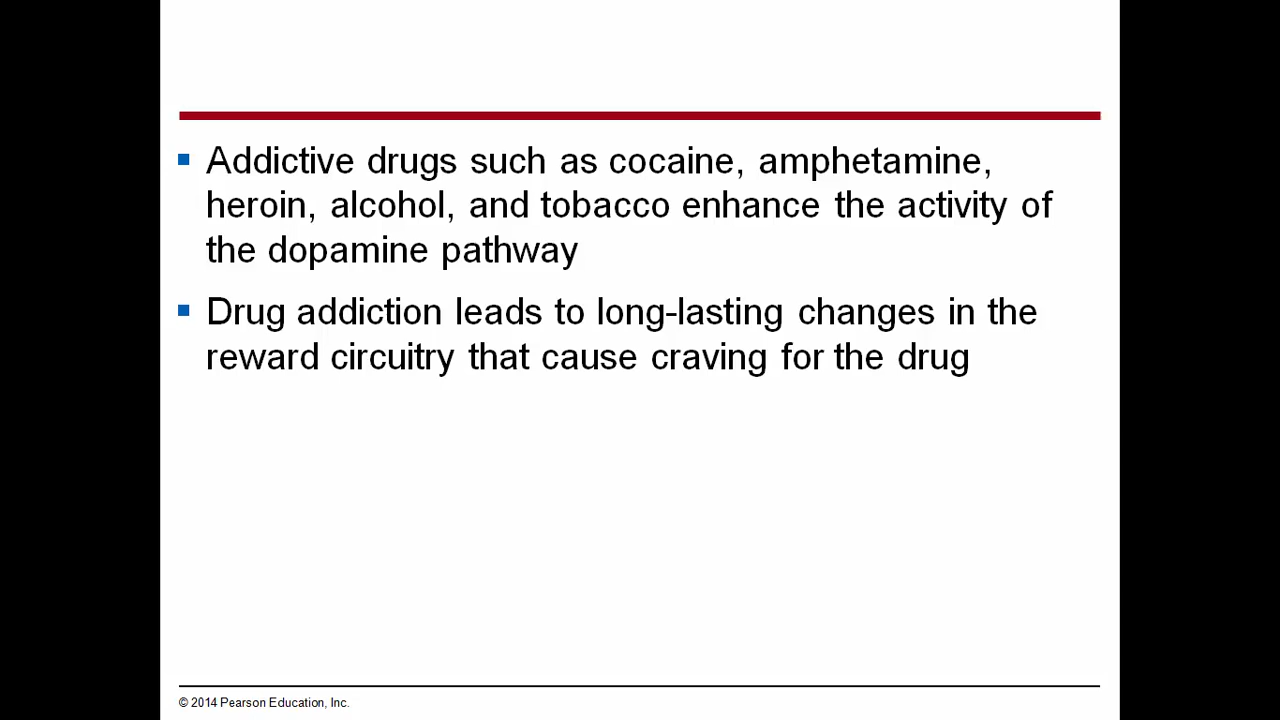 Addictive drugs such as cocaine, amphetamine,
heroin, alcohol, and tobacco enhance the activity of
the dopamine pathway
Drug addiction leads to long-lasting changes in the
reward circuitry that cause craving for the drug
© 2014 Pearson Education, Inc.